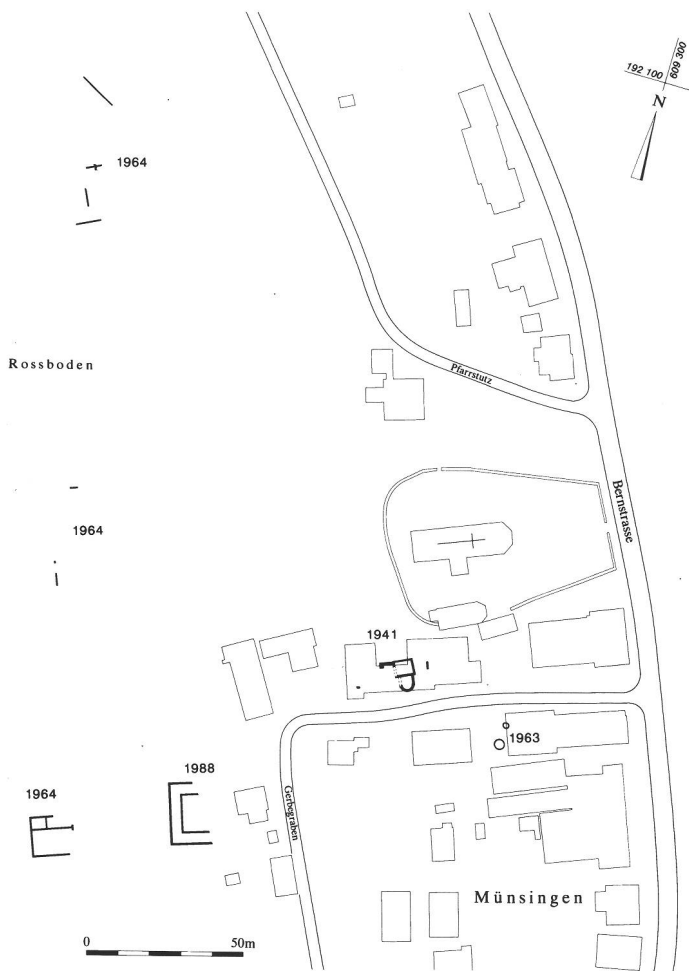 192 100
609 300
N
1964
Rossboden
Pfarrstutz
1964
Bernstrasse
1941
1963
1988
1964
Gerbegraben
Münsingen
0
50m